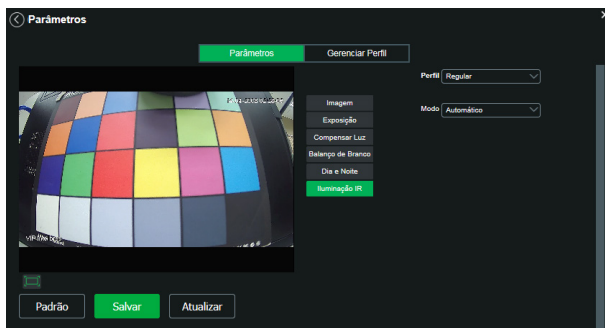 Parâmetros
Parâmetros Gerenciar Perfil
Perfil Regular
Modo Automático
Imagem
Exposição
Compensar Luz
Balanço de Branco
Dia e Noite
Iluminação IR
Padrão Salvar Atualizar